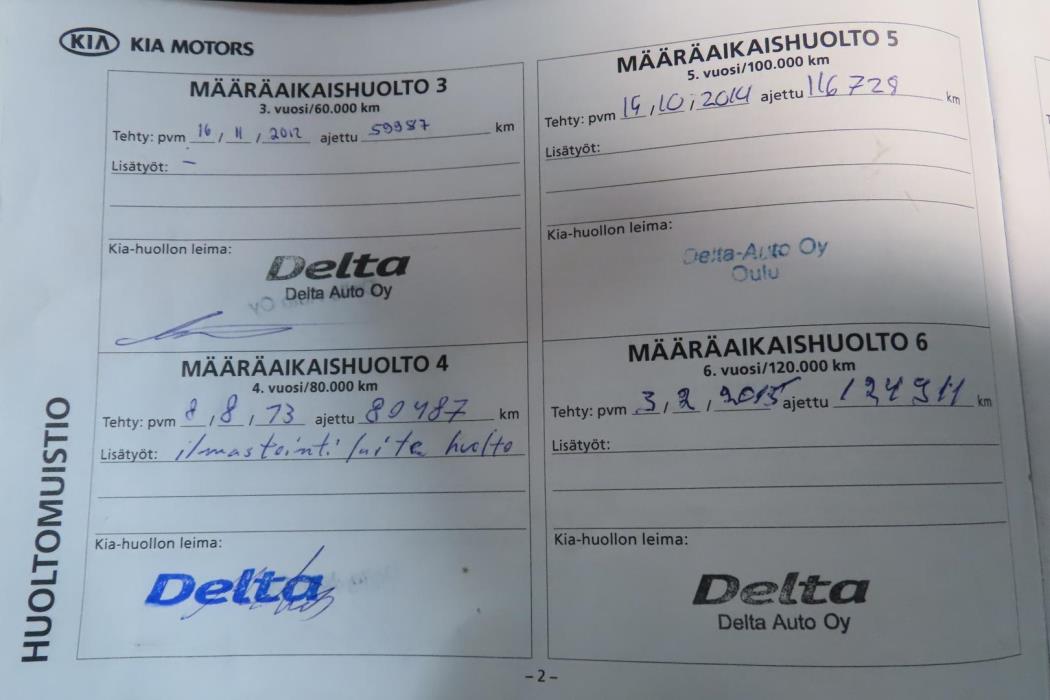 KIA KIA MOTORS
MÄÄRÄAIKAISHUOLTO 3
3. vuosi/60.000 km
Tehty: pvm 16 / 11 / 2012 ajettu 59987 km
Lisätyöt: –
Kia-huollon leima:
Delta
Delta Auto Oy
MÄÄRÄAIKAISHUOLTO 4
4. vuosi/80.000 km
Tehty: pvm 8 / 8 / 13 ajettu 80487 km
Lisätyöt: ilmastointi laite huolto
Kia-huollon leima:
Delta
MÄÄRÄAIKAISHUOLTO 5
5. vuosi/100.000 km
Tehty: pvm / 10 / 2014 ajettu 116728 km
Lisätyöt:
Kia-huollon leima:
Delta-Auto Oy
Oulu
MÄÄRÄAIKAISHUOLTO 6
6. vuosi/120.000 km
Tehty: pvm 3 / 2 / 2015 ajettu 124911 km
Lisätyöt:
Kia-huollon leima:
Delta
Delta Auto Oy
HUOLTOMUISTIO
– 2 –